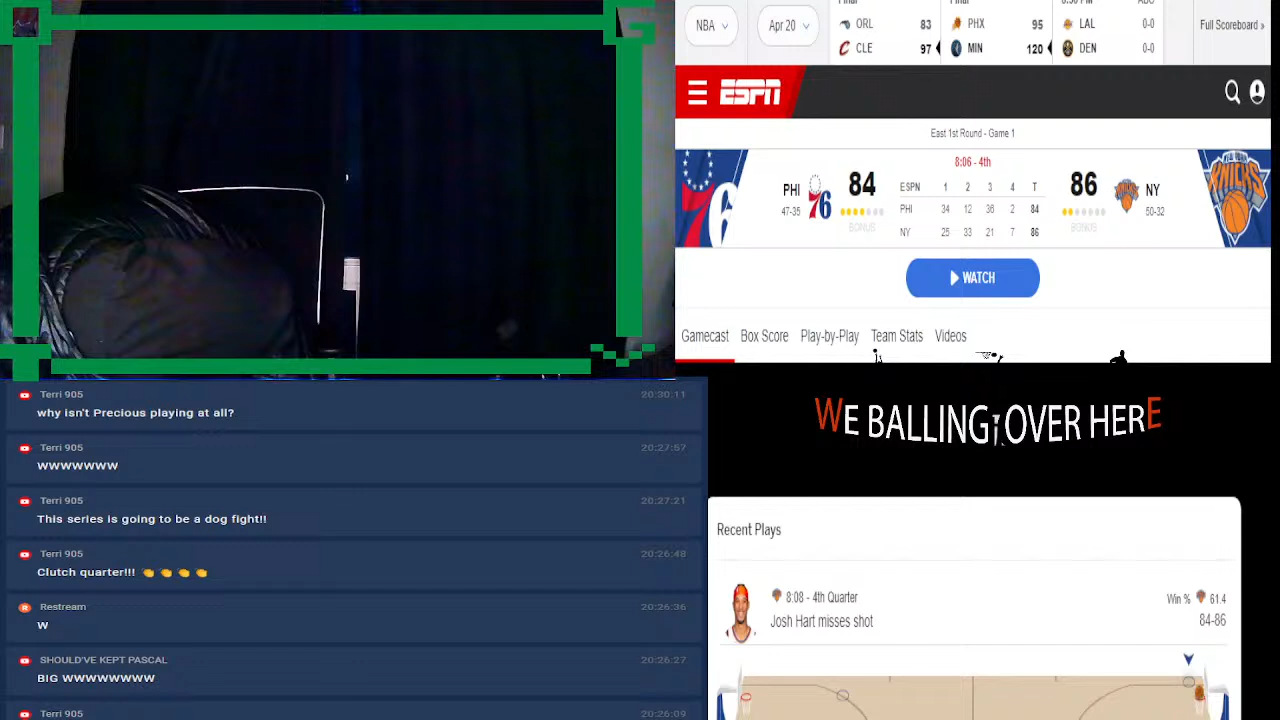 NBA
Apr 20
ORL 83
CLE 97
PHX 95
MIN 120
LAL 0-0
DEN 0-0
Full Scoreboard »
ESPN
East 1st Round - Game 1
8:06 - 4th
PHI
47-35
76
84
BONUS
ESPN 1 2 3 4 T
PHI 34 12 36 2 84
NY 25 33 21 7 86
86
BONUS
NY
50-32
KNICKS
WATCH
Gamecast Box Score Play-by-Play Team Stats Videos
Terri 905 20:30:11
why isn't Precious playing at all?
Terri 905 20:27:57
WWWWWWW
Terri 905 20:27:21
This series is going to be a dog fight!!
Terri 905 20:26:48
Clutch quarter!!! 👏 👏 👏 👏
Restream 20:26:36
W
SHOULD'VE KEPT PASCAL 20:26:27
BIG WWWWWWWW
Terri 905 20:26:09
WE BALLING OVER HERE
Recent Plays
8:08 - 4th Quarter
Josh Hart misses shot
Win % 61.4
84-86